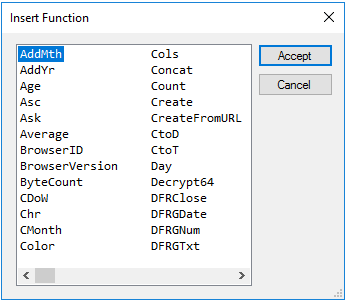 Insert Function
AddMth Cols
AddYr Concat
Age Count
Asc Create
Ask CreateFromURL
Average CtoD
BrowserID CtoT
BrowserVersion Day
ByteCount Decrypt64
CDoW DFRClose
Chr DFRGDate
CMonth DFRGNum
Color DFRGTxt
Accept
Cancel